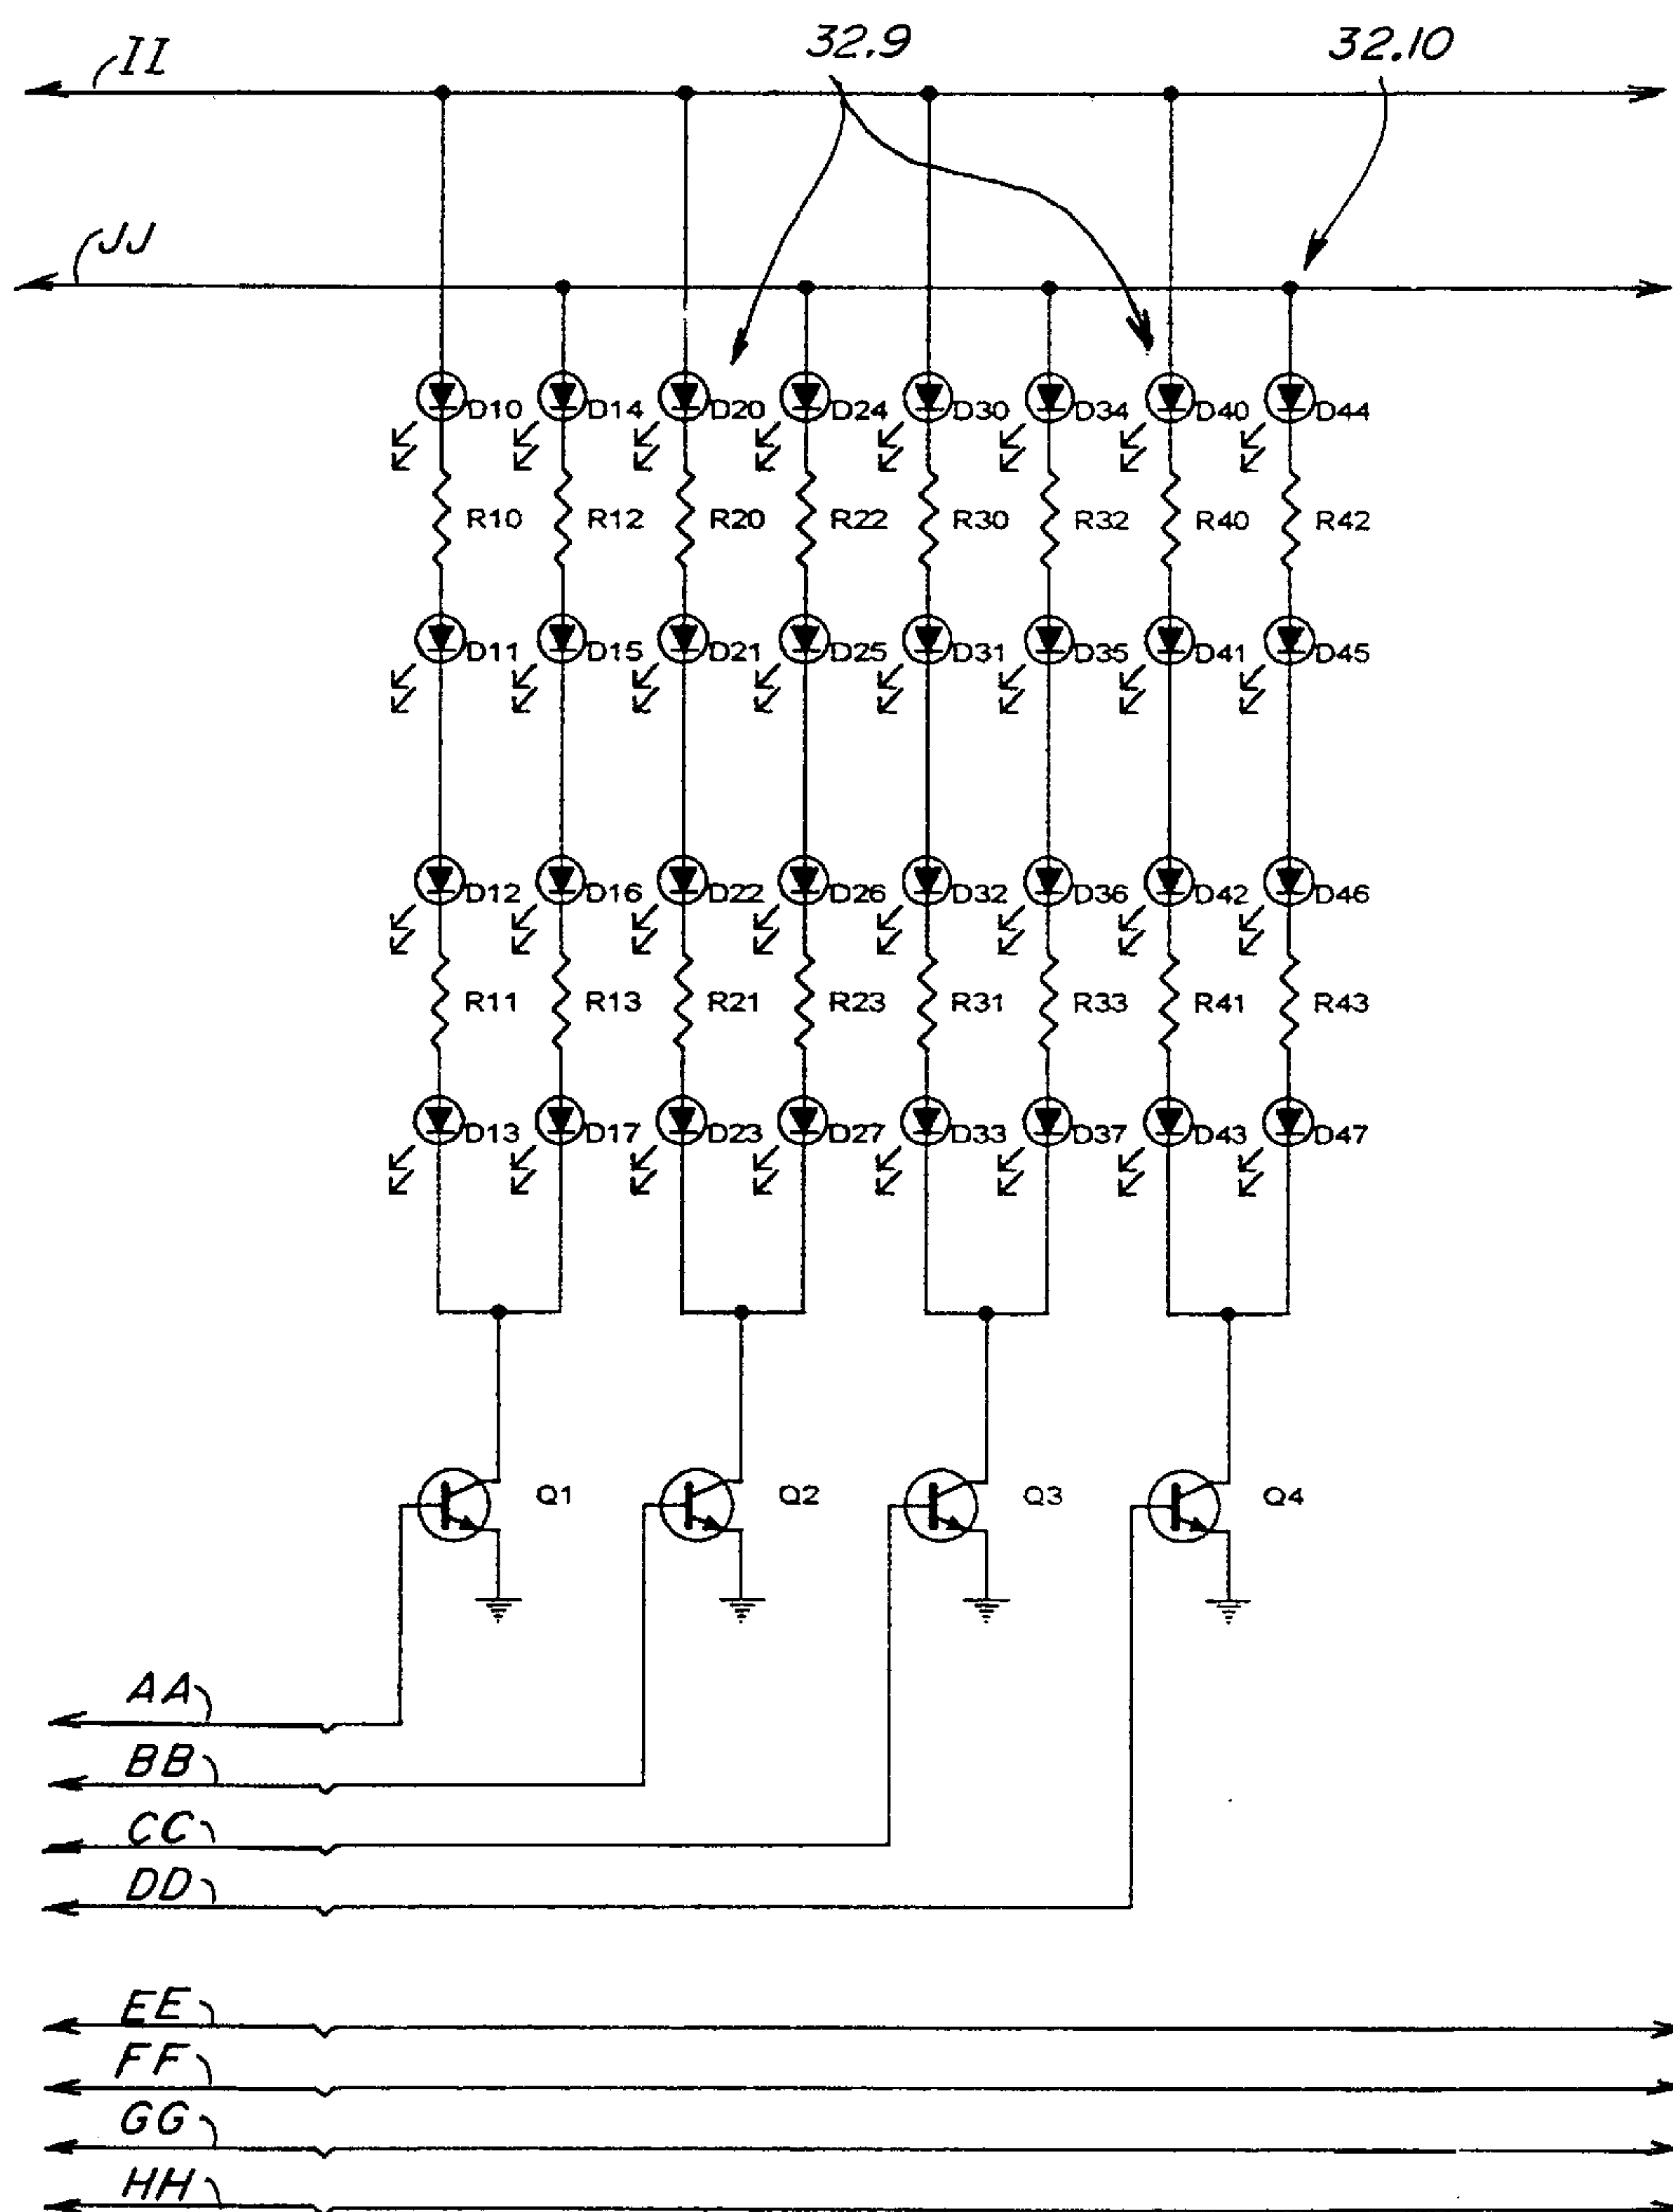 II 32.9 32.10
JJ
D10 D14 D20 D24 D30 D34 D40 D44
R10 R12 R20 R22 R30 R32 R40 R42
D11 D15 D21 D25 D31 D35 D41 D45
D12 D16 D22 D26 D32 D36 D42 D46
R11 R13 R21 R23 R31 R33 R41 R43
D13 D17 D23 D27 D33 D37 D43 D47
Q1 Q2 Q3 Q4
AA
BB
CC
DD
EE
FF
GG
HH